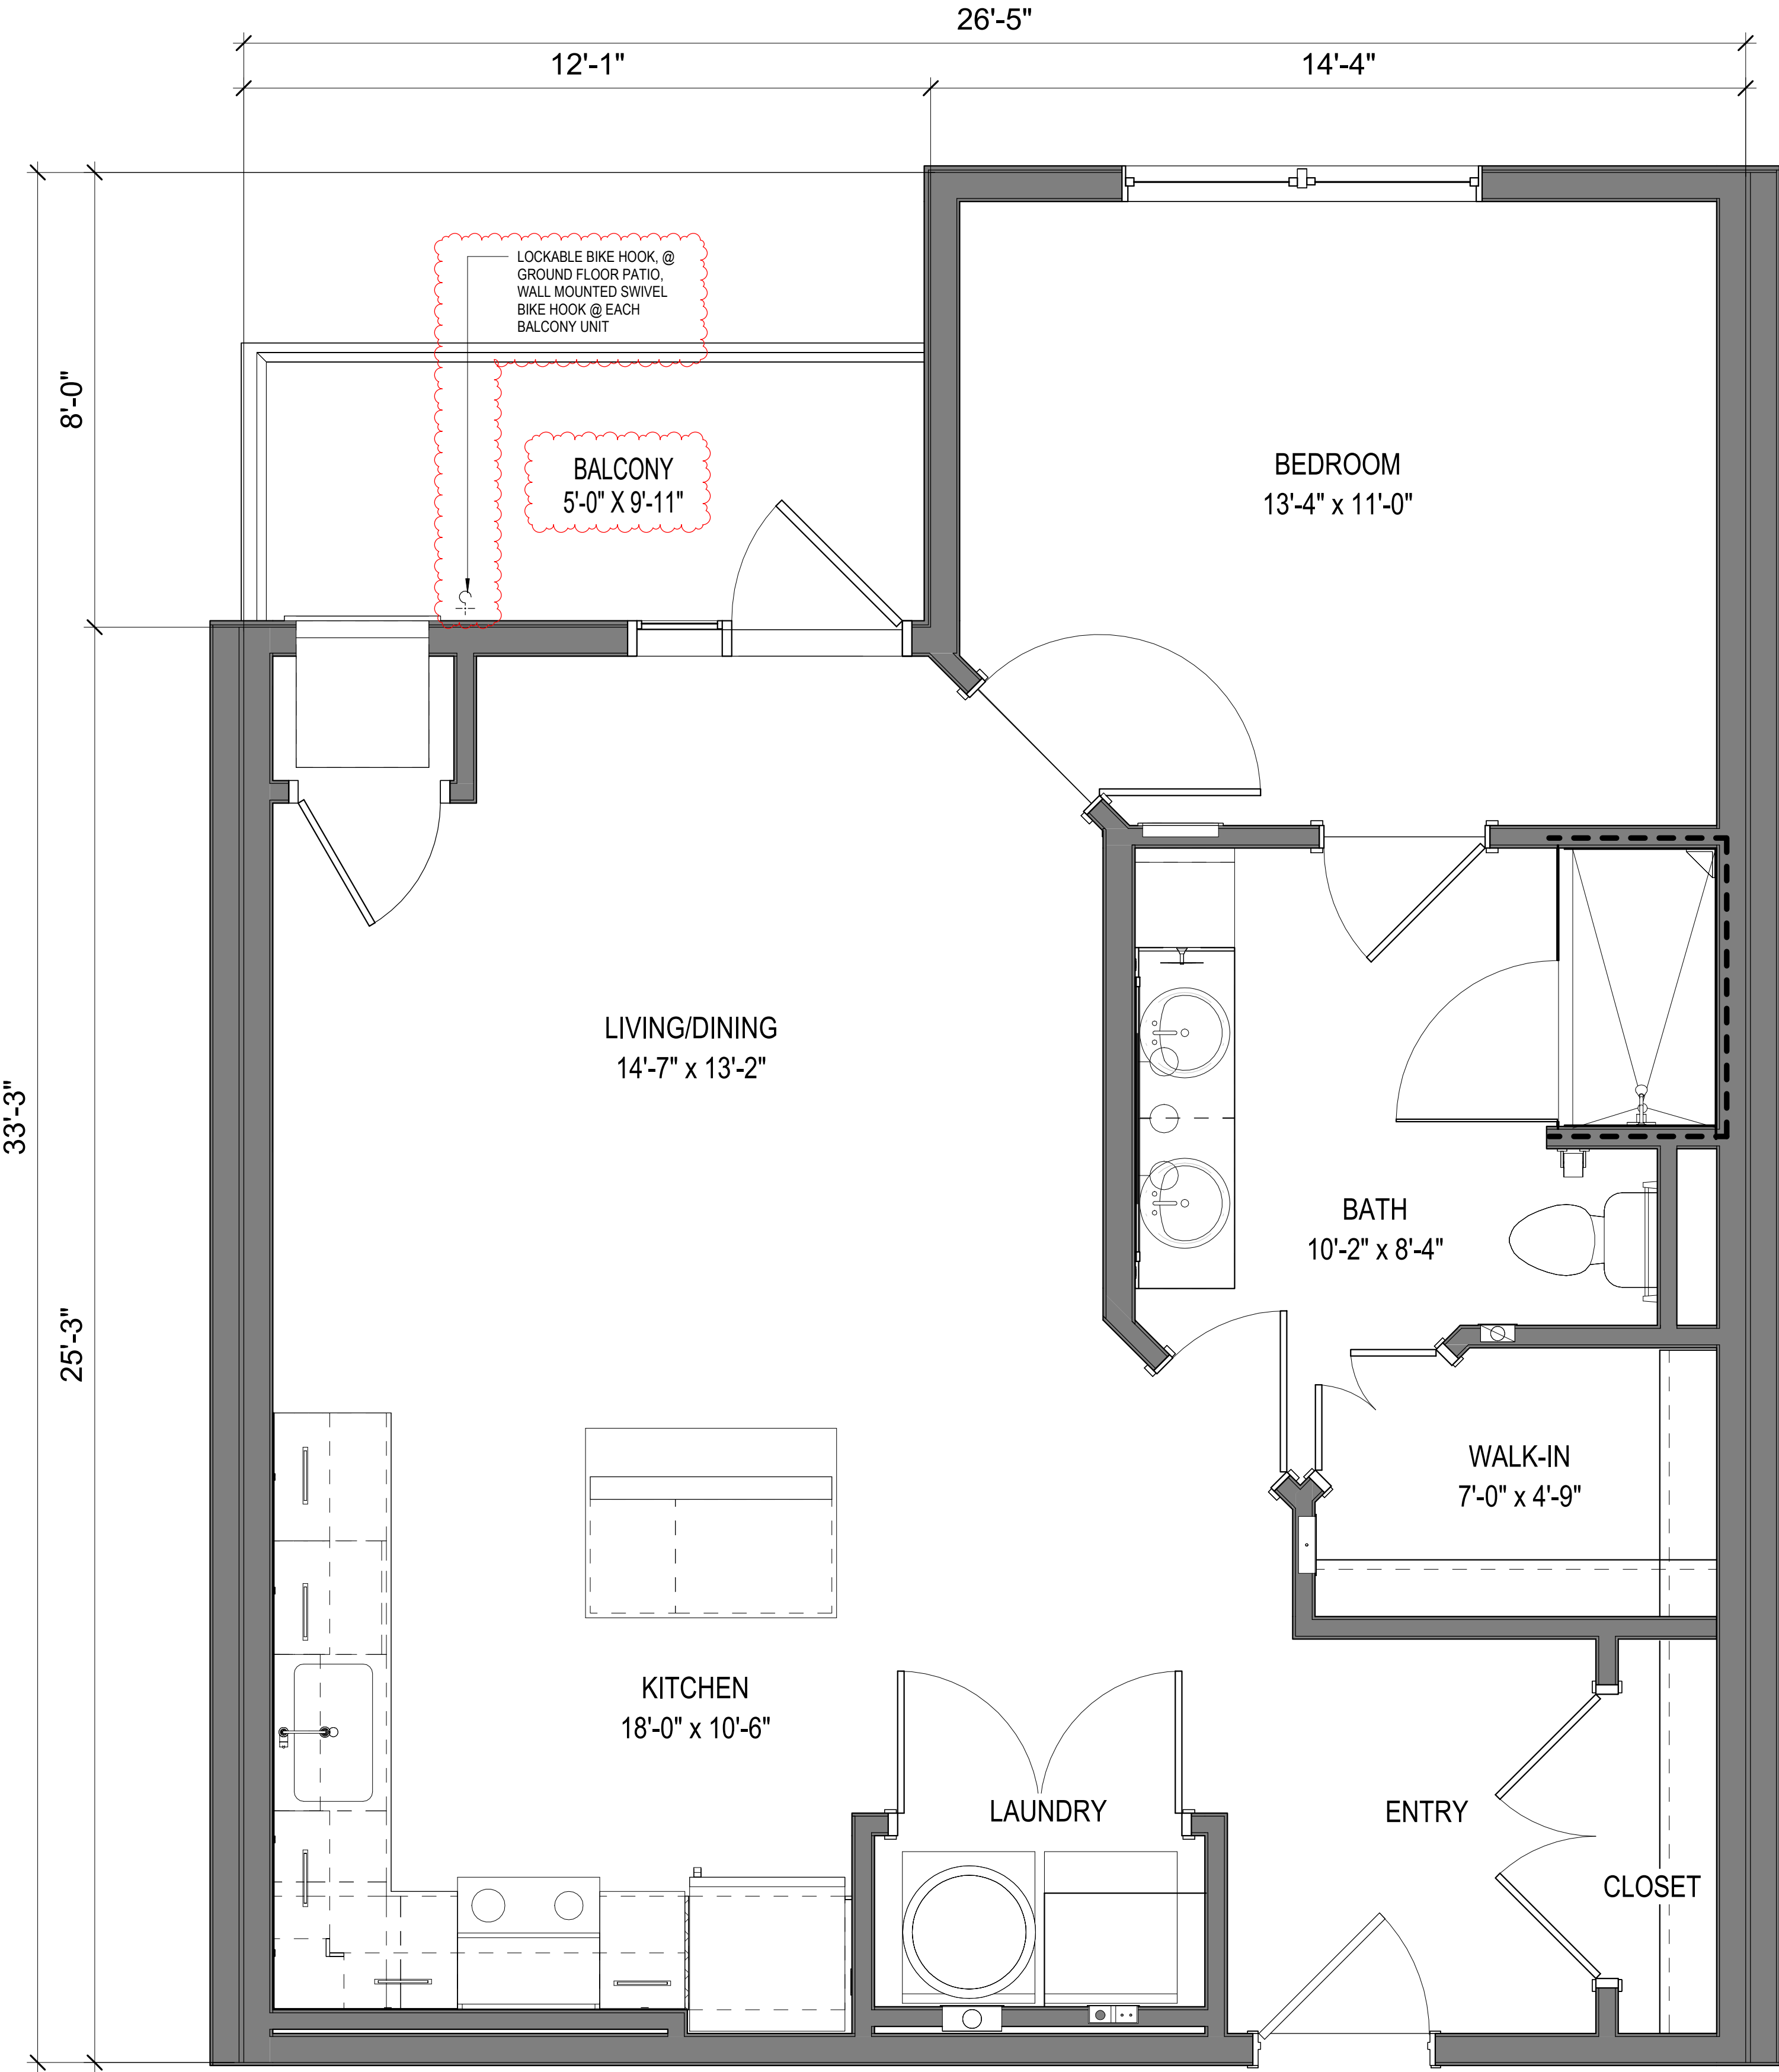 26'-5"
12'-1"
14'-4"
LOCKABLE BIKE HOOK, @
GROUND FLOOR PATIO,
WALL MOUNTED SWIVEL
BIKE HOOK @ EACH
BALCONY UNIT
8'-0"
BALCONY
5'-0" X 9'-11"
BEDROOM
13'-4" x 11'-0"
LIVING/DINING
14'-7" x 13'-2"
33'-3"
BATH
10'-2" x 8'-4"
25'-3"
WALK-IN
7'-0" x 4'-9"
KITCHEN
18'-0" x 10'-6"
LAUNDRY
ENTRY
CLOSET